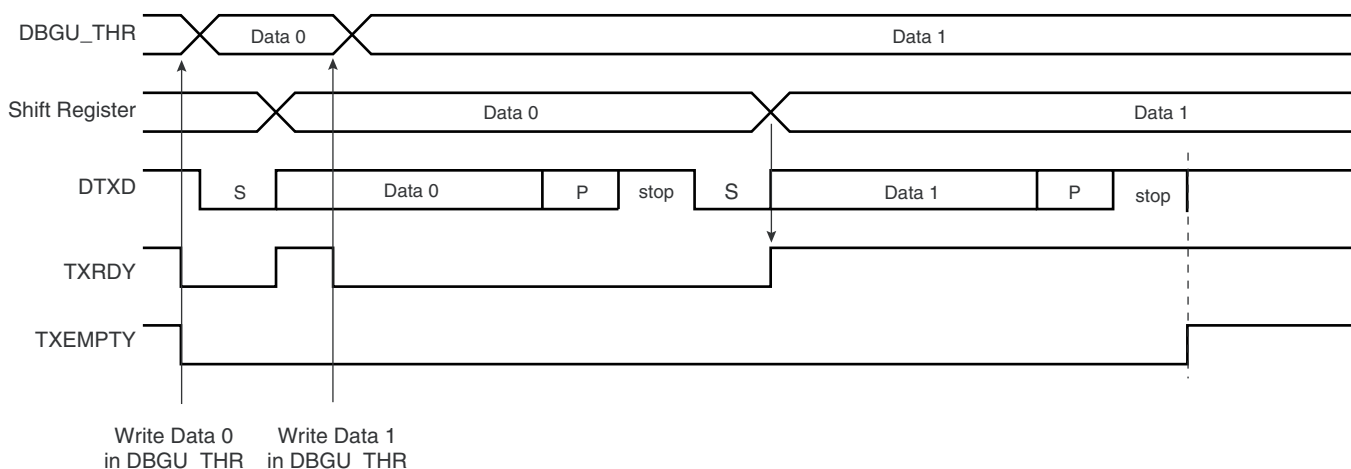 DBGU_THR Data 0 Data 1
Shift Register Data 0 Data 1
DTXD S Data 0 P stop S Data 1 P stop
TXRDY
TXEMPTY
Write Data 0 Write Data 1
in DBGU_THR in DBGU_THR